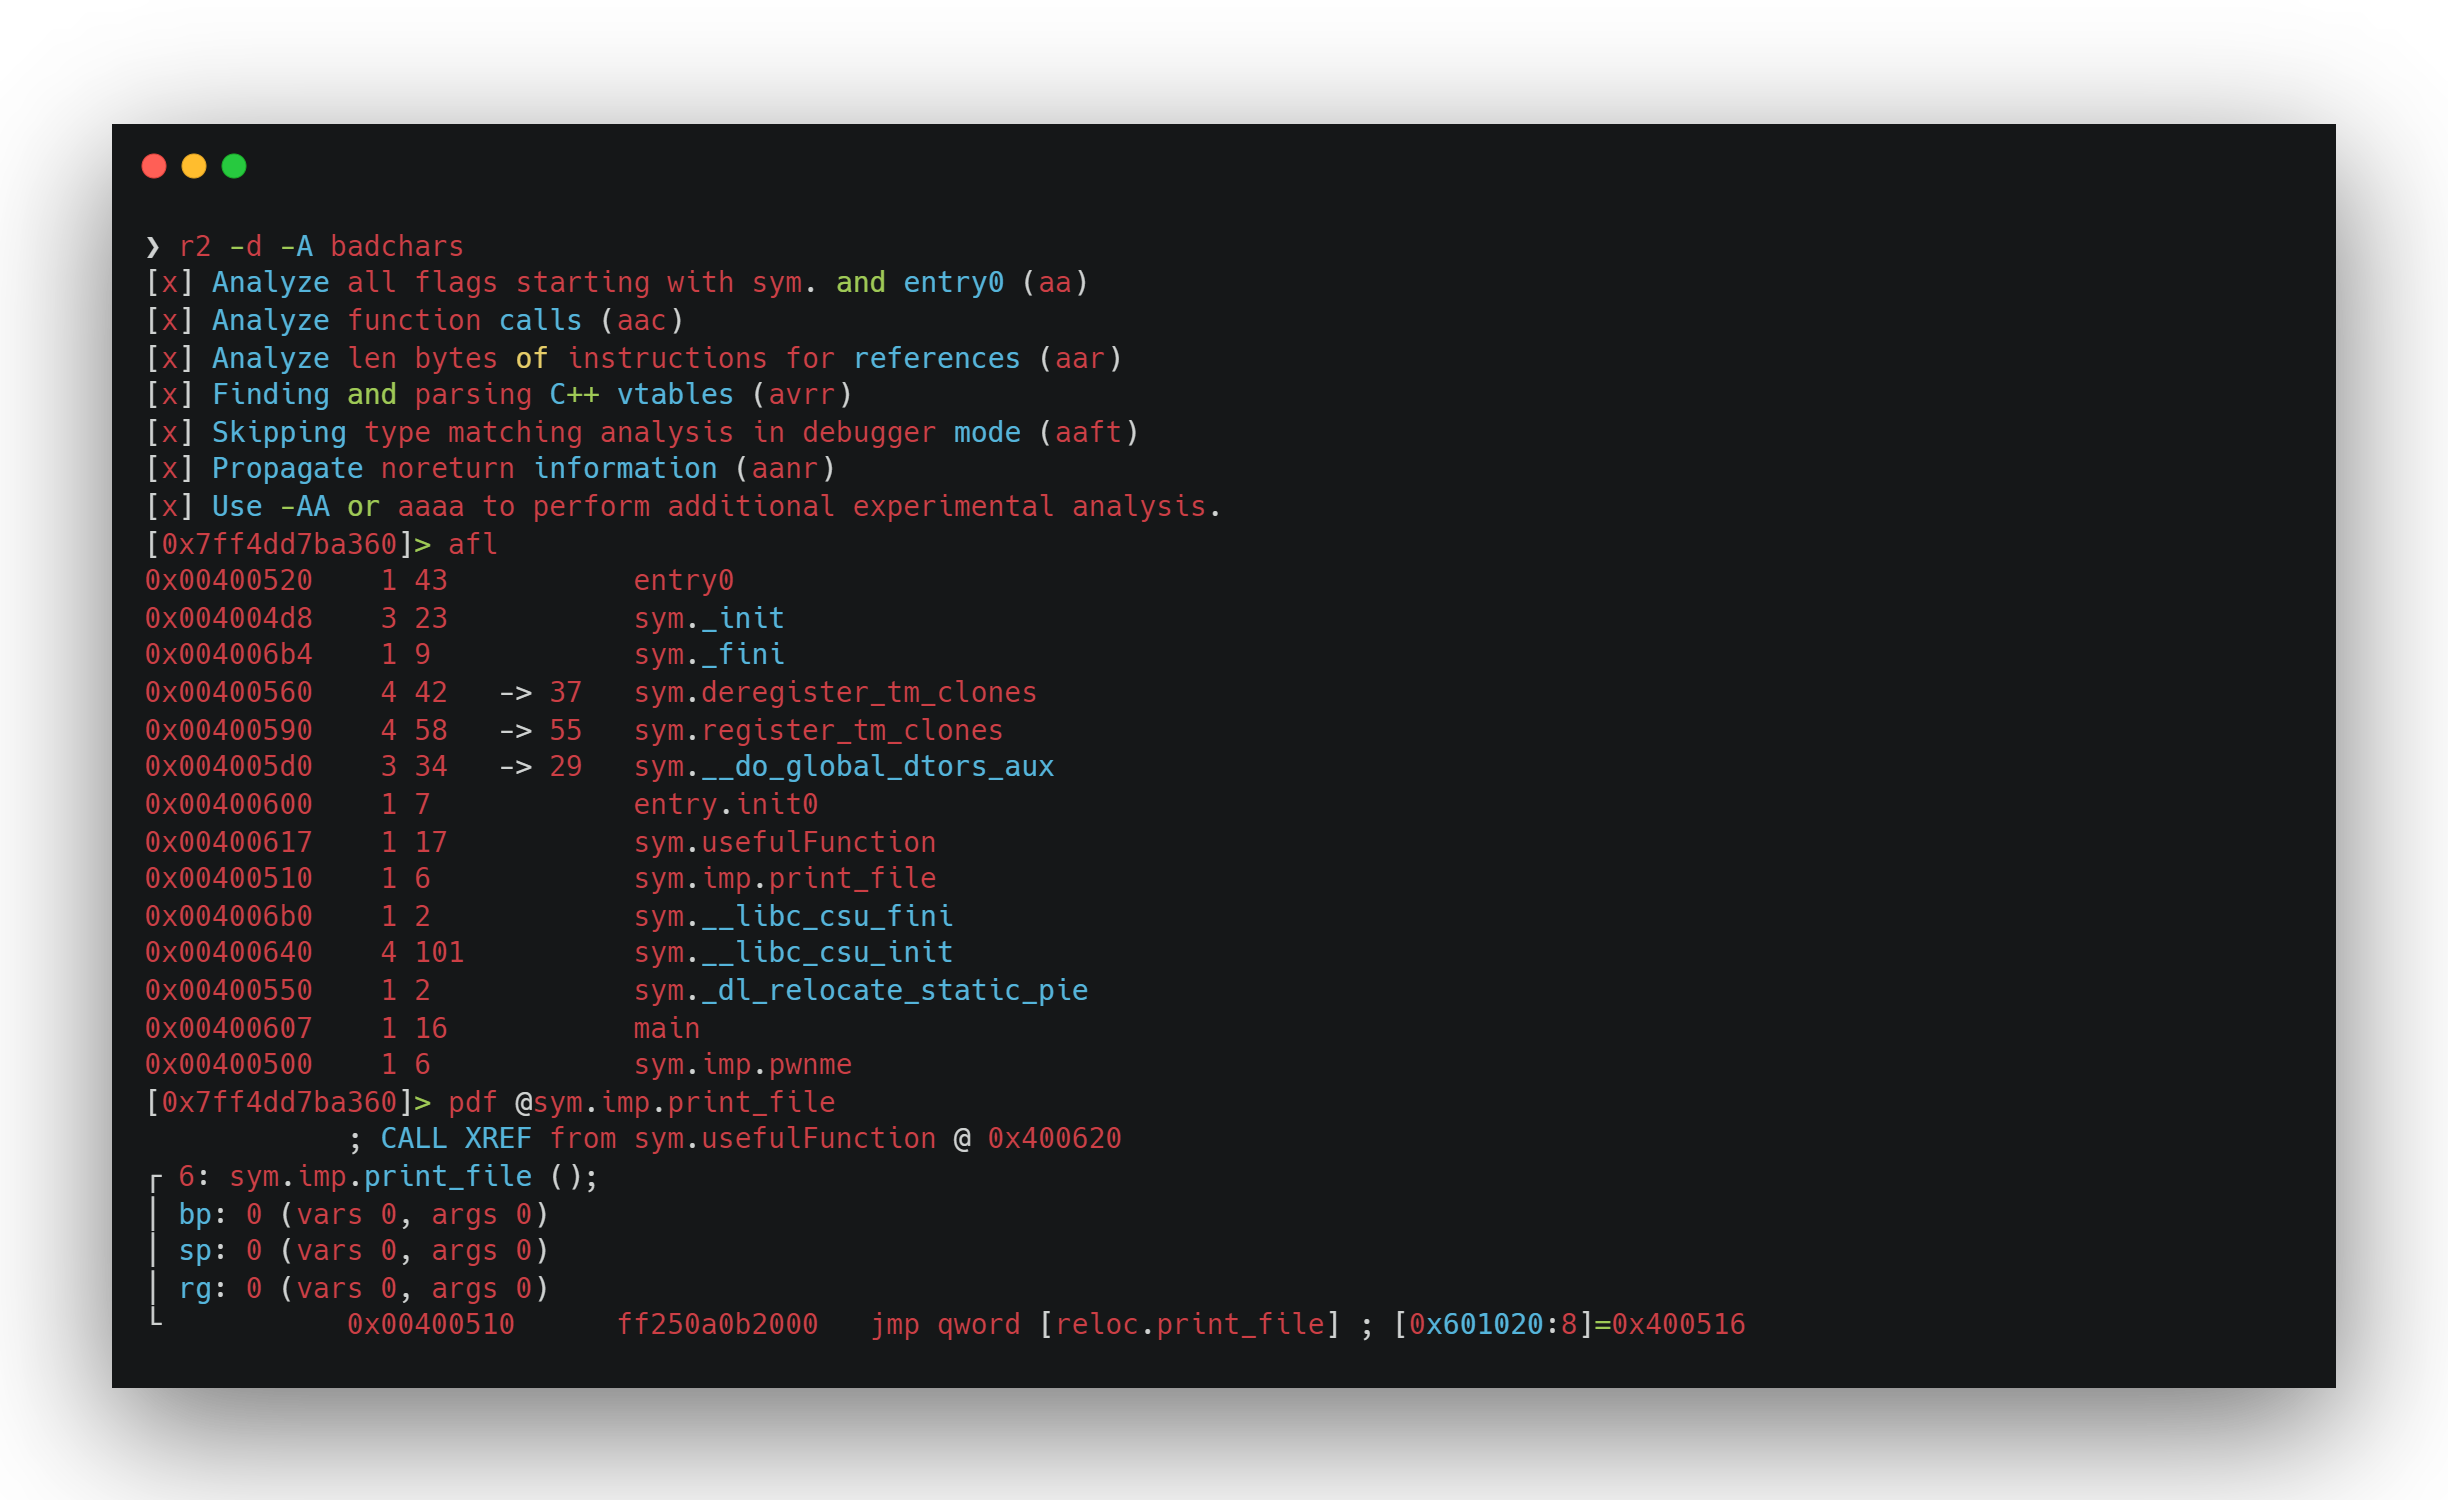 ❯ r2 -d -A badchars
[x] Analyze all flags starting with sym. and entry0 (aa)
[x] Analyze function calls (aac)
[x] Analyze len bytes of instructions for references (aar)
[x] Finding and parsing C++ vtables (avrr)
[x] Skipping type matching analysis in debugger mode (aaft)
[x] Propagate noreturn information (aanr)
[x] Use -AA or aaaa to perform additional experimental analysis.
[0x7ff4dd7ba360]> afl
0x00400520    1 43           entry0
0x004004d8    3 23           sym._init
0x004006b4    1 9            sym._fini
0x00400560    4 42   -> 37   sym.deregister_tm_clones
0x00400590    4 58   -> 55   sym.register_tm_clones
0x004005d0    3 34   -> 29   sym.__do_global_dtors_aux
0x00400600    1 7            entry.init0
0x00400617    1 17           sym.usefulFunction
0x00400510    1 6            sym.imp.print_file
0x004006b0    1 2            sym.__libc_csu_fini
0x00400640    4 101          sym.__libc_csu_init
0x00400550    1 2            sym._dl_relocate_static_pie
0x00400607    1 16           main
0x00400500    1 6            sym.imp.pwnme
[0x7ff4dd7ba360]> pdf @sym.imp.print_file
            ; CALL XREF from sym.usefulFunction @ 0x400620
┌ 6: sym.imp.print_file ();
│ bp: 0 (vars 0, args 0)
│ sp: 0 (vars 0, args 0)
│ rg: 0 (vars 0, args 0)
└           0x00400510      ff250a0b2000   jmp qword [reloc.print_file] ; [0x601020:8]=0x400516